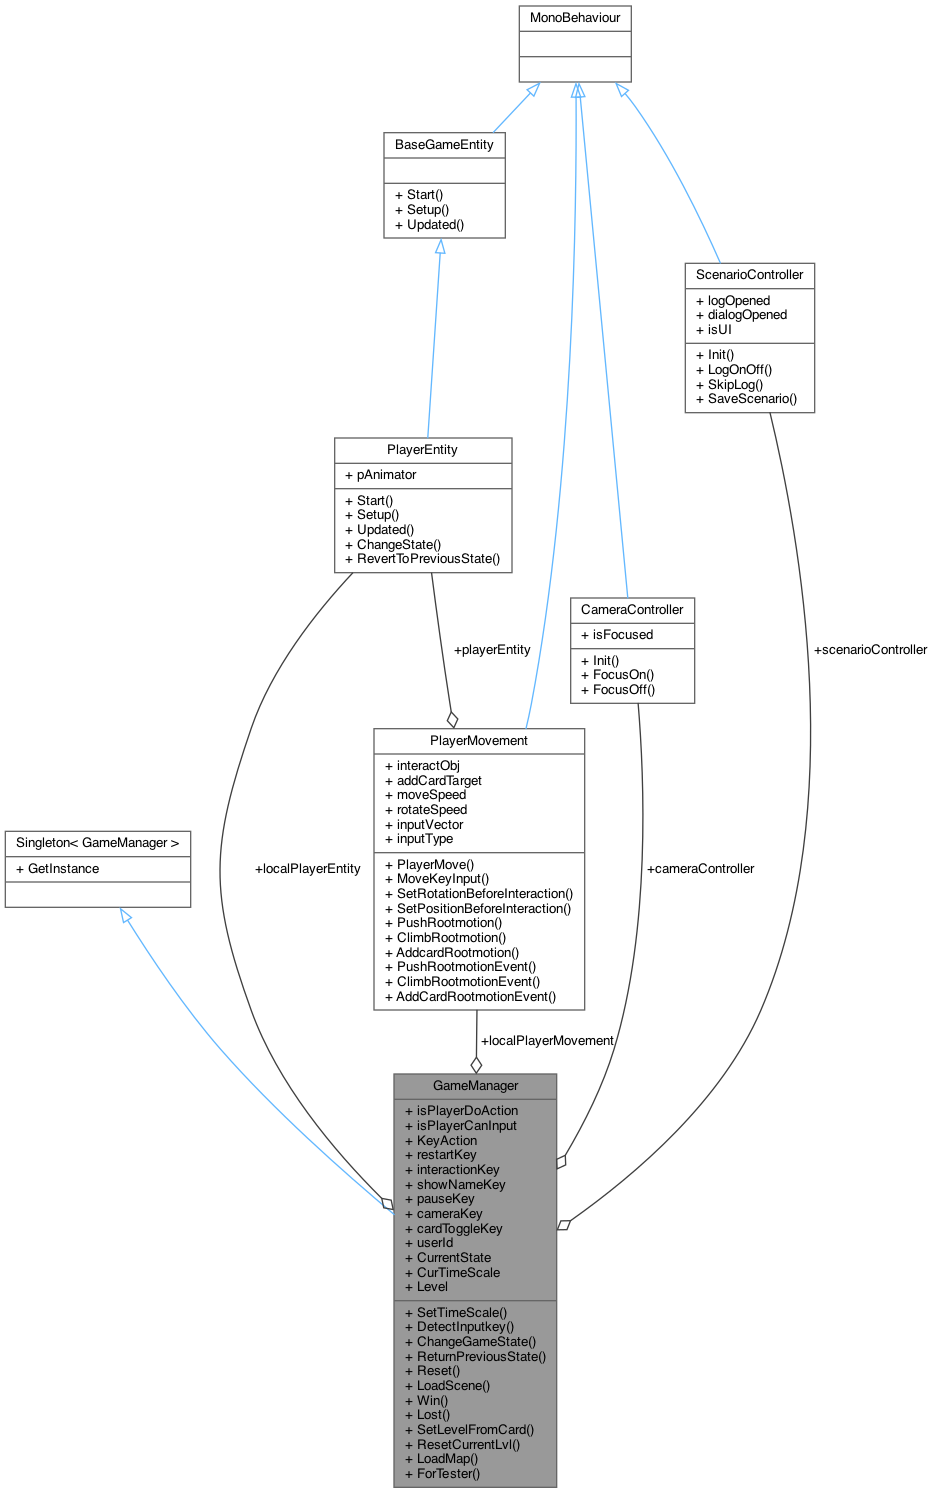 MonoBehaviour
BaseGameEntity
+ Start()
+ Setup()
+ Updated()
ScenarioController
+ logOpened
+ dialogOpened
+ isUI
+ Init()
+ LogOnOff()
+ SkipLog()
+ SaveScenario()
PlayerEntity
+ pAnimator
+ Start()
+ Setup()
+ Updated()
+ ChangeState()
+ RevertToPreviousState()
CameraController
+ isFocused
+ Init()
+ FocusOn()
+ FocusOff()
+playerEntity
+scenarioController
PlayerMovement
+ interactObj
+ addCardTarget
+ moveSpeed
+ rotateSpeed
+ inputVector
+ inputType
+ PlayerMove()
+ MoveKeyInput()
+ SetRotationBeforeInteraction()
+ SetPositionBeforeInteraction()
+ PushRootmotion()
+ ClimbRootmotion()
+ AddcardRootmotion()
+ PushRootmotionEvent()
+ ClimbRootmotionEvent()
+ AddCardRootmotionEvent()
Singleton< GameManager >
+ GetInstance
+localPlayerEntity
+cameraController
+localPlayerMovement
GameManager
+ isPlayerDoAction
+ isPlayerCanInput
+ KeyAction
+ restartKey
+ interactionKey
+ showNameKey
+ pauseKey
+ cameraKey
+ cardToggleKey
+ userId
+ CurrentState
+ CurTimeScale
+ Level
+ SetTimeScale()
+ DetectInputkey()
+ ChangeGameState()
+ ReturnPreviousState()
+ Reset()
+ LoadScene()
+ Win()
+ Lost()
+ SetLevelFromCard()
+ ResetCurrentLvl()
+ LoadMap()
+ ForTester()